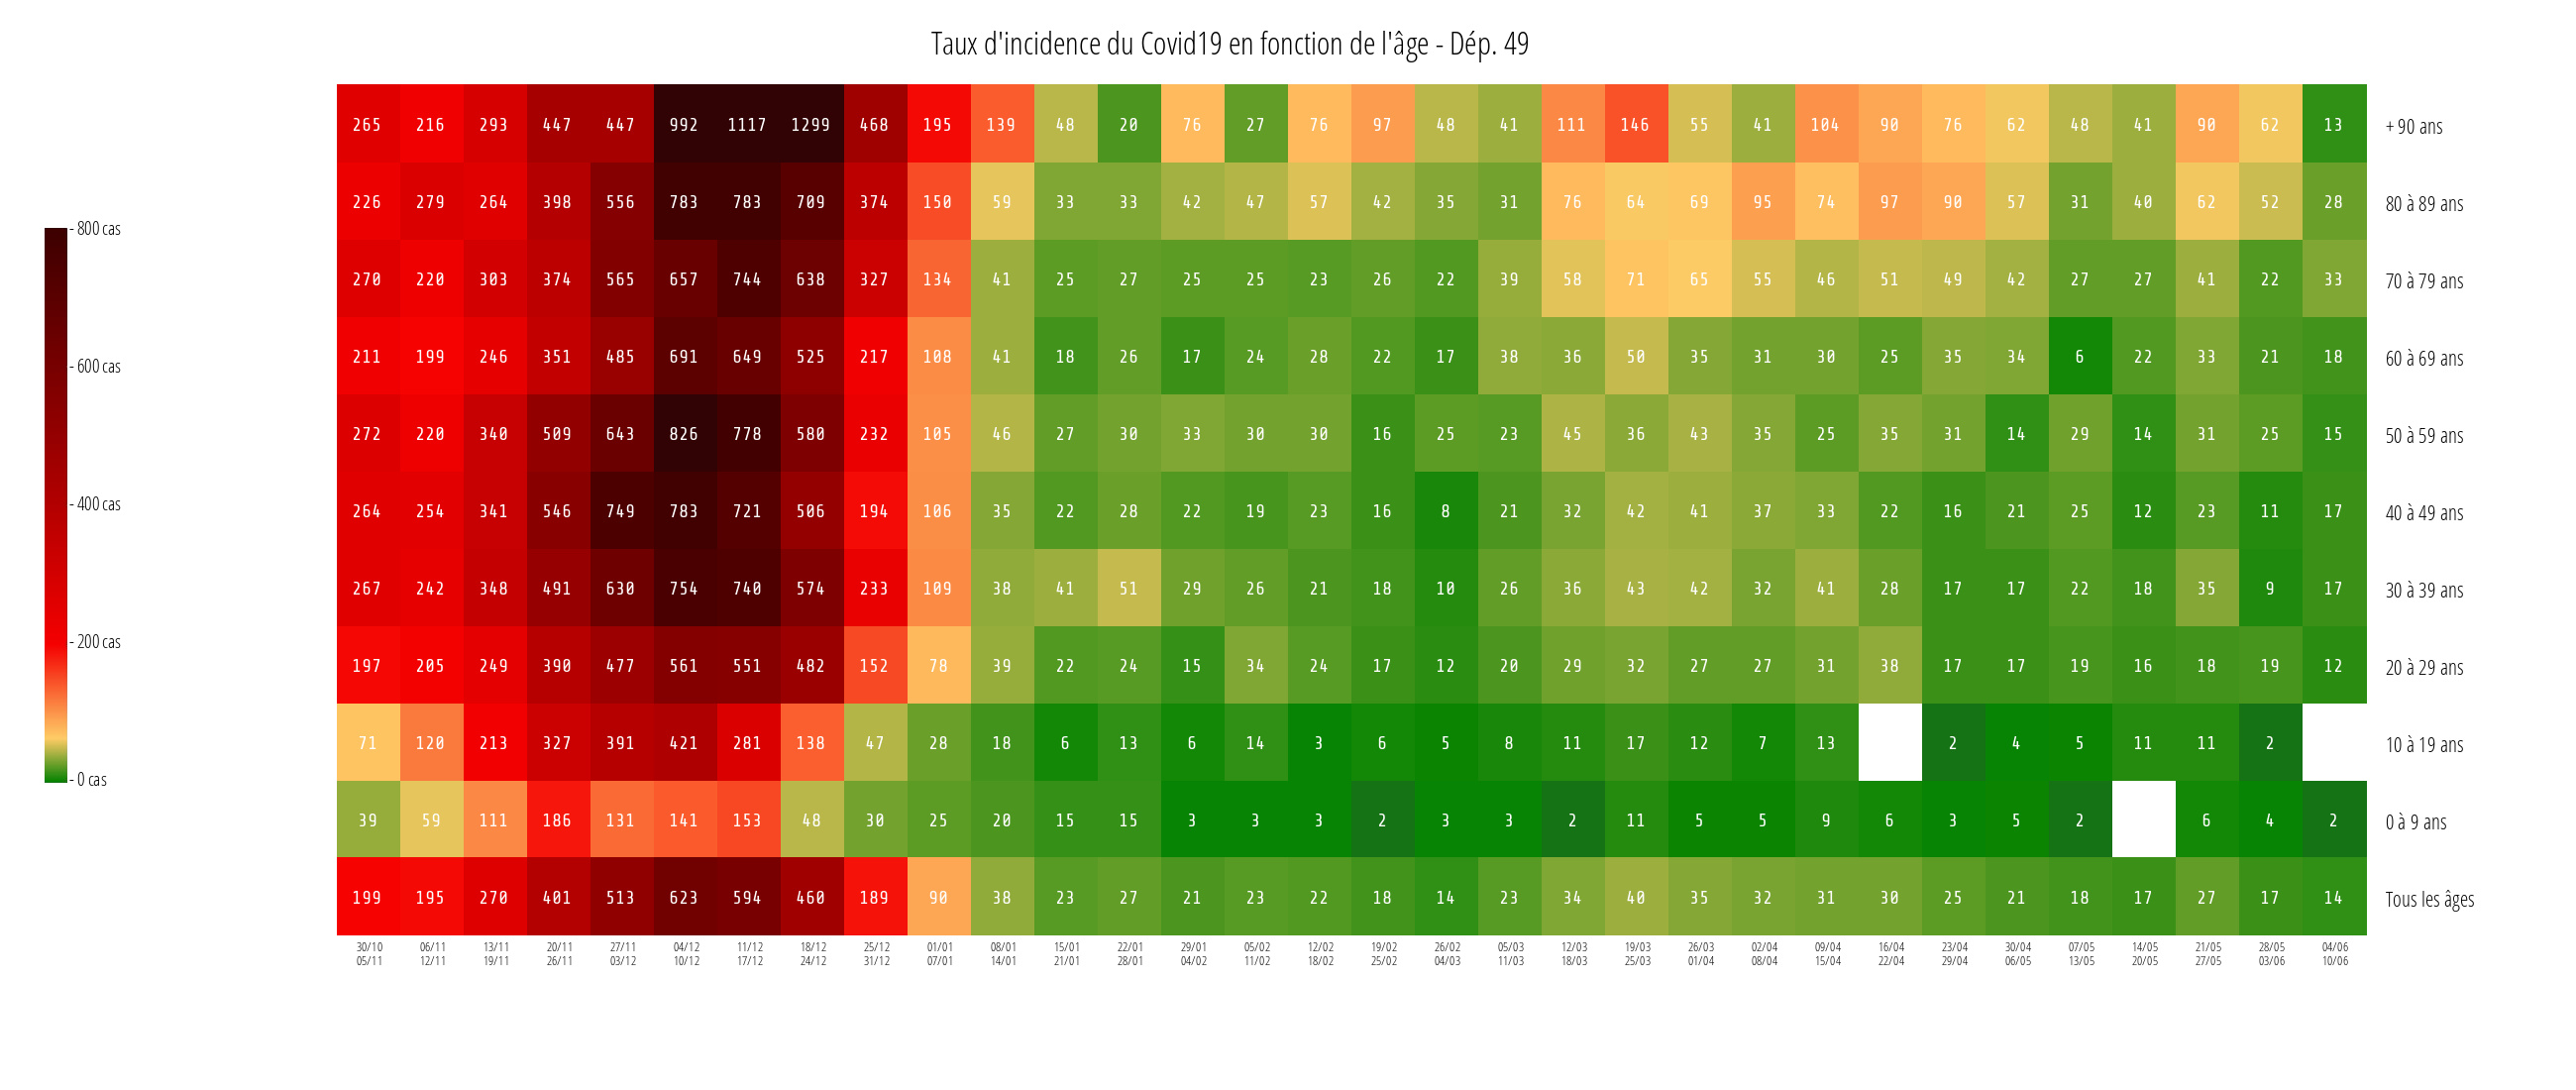 Taux d'incidence du Covid19 en fonction de l'âge - Dép. 49
265 216 293 447 447 992 1117 1299 468 195 139 48 20 76 27 76 97 48 41 111 146 55 41 104 90 76 62 48 41 90 62 13 + 90 ans
226 279 264 398 556 783 783 709 374 150 59 33 33 42 47 57 42 35 31 76 64 69 95 74 97 90 57 31 40 62 52 28 80 à 89 ans
- 800 cas
270 220 303 374 565 657 744 638 327 134 41 25 27 25 25 23 26 22 39 58 71 65 55 46 51 49 42 27 27 41 22 33 70 à 79 ans
211 199 246 351 485 691 649 525 217 108 41 18 26 17 24 28 22 17 38 36 50 35 31 30 25 35 34 6 22 33 21 18 60 à 69 ans
- 600 cas
272 220 340 509 643 826 778 580 232 105 46 27 30 33 30 30 16 25 23 45 36 43 35 25 35 31 14 29 14 31 25 15 50 à 59 ans
- 400 cas
264 254 341 546 749 783 721 506 194 106 35 22 28 22 19 23 16 8 21 32 42 41 37 33 22 16 21 25 12 23 11 17 40 à 49 ans
267 242 348 491 630 754 740 574 233 109 38 41 51 29 26 21 18 10 26 36 43 42 32 41 28 17 17 22 18 35 9 17 30 à 39 ans
- 200 cas
197 205 249 390 477 561 551 482 152 78 39 22 24 15 34 24 17 12 20 29 32 27 27 31 38 17 17 19 16 18 19 12 20 à 29 ans
71 120 213 327 391 421 281 138 47 28 18 6 13 6 14 3 6 5 8 11 17 12 7 13 2 4 5 11 11 2 10 à 19 ans
- 0 cas
39 59 111 186 131 141 153 48 30 25 20 15 15 3 3 3 2 3 3 2 11 5 5 9 6 3 5 2 6 4 2 0 à 9 ans
199 195 270 401 513 623 594 460 189 90 38 23 27 21 23 22 18 14 23 34 40 35 32 31 30 25 21 18 17 27 17 14 Tous les âges
30/10 06/11 13/11 20/11 27/11 04/12 11/12 18/12 25/12 01/01 08/01 15/01 22/01 29/01 05/02 12/02 19/02 26/02 05/03 12/03 19/03 26/03 02/04 09/04 16/04 23/04 30/04 07/05 14/05 21/05 28/05 04/06
05/11 12/11 19/11 26/11 03/12 10/12 17/12 24/12 31/12 07/01 14/01 21/01 28/01 04/02 11/02 18/02 25/02 04/03 11/03 18/03 25/03 01/04 08/04 15/04 22/04 29/04 06/05 13/05 20/05 27/05 03/06 10/06